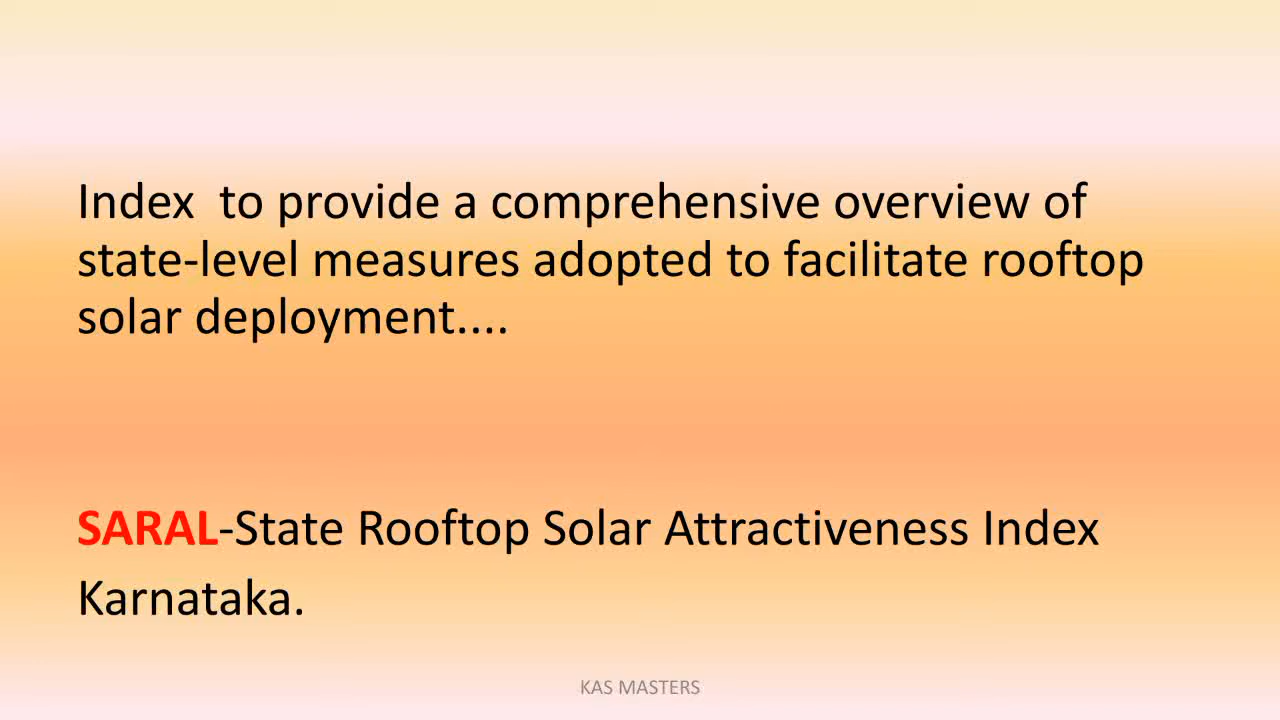 Index  to provide a comprehensive overview of
state-level measures adopted to facilitate rooftop
solar deployment....
SARAL-State Rooftop Solar Attractiveness Index
Karnataka.
KAS MASTERS